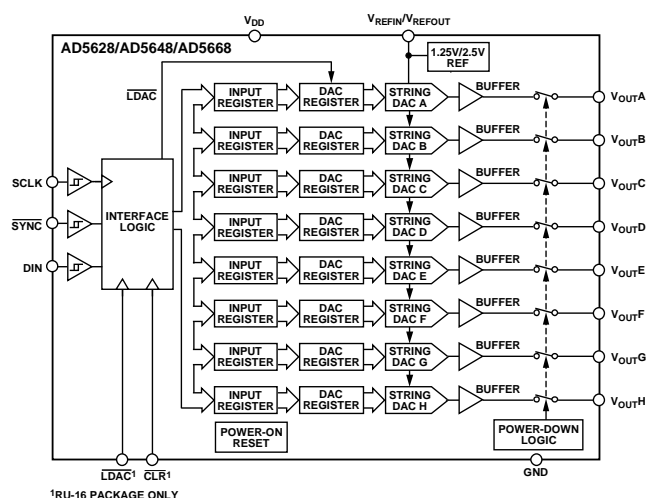 V_DD
V_REFIN/V_REFOUT
AD5628/AD5648/AD5668
1.25V/2.5V
REF
LDAC
INPUT
REGISTER
DAC
REGISTER
STRING
DAC A
BUFFER
V_OUTA
INPUT
REGISTER
DAC
REGISTER
STRING
DAC B
BUFFER
V_OUTB
INPUT
REGISTER
DAC
REGISTER
STRING
DAC C
BUFFER
V_OUTC
SCLK
INTERFACE
LOGIC
SYNC
INPUT
REGISTER
DAC
REGISTER
STRING
DAC D
BUFFER
V_OUTD
DIN
INPUT
REGISTER
DAC
REGISTER
STRING
DAC E
BUFFER
V_OUTE
INPUT
REGISTER
DAC
REGISTER
STRING
DAC F
BUFFER
V_OUTF
INPUT
REGISTER
DAC
REGISTER
STRING
DAC G
BUFFER
V_OUTG
INPUT
REGISTER
DAC
REGISTER
STRING
DAC H
BUFFER
V_OUTH
POWER-ON
RESET
POWER-DOWN
LOGIC
LDAC¹
CLR¹
GND
¹RU-16 PACKAGE ONLY